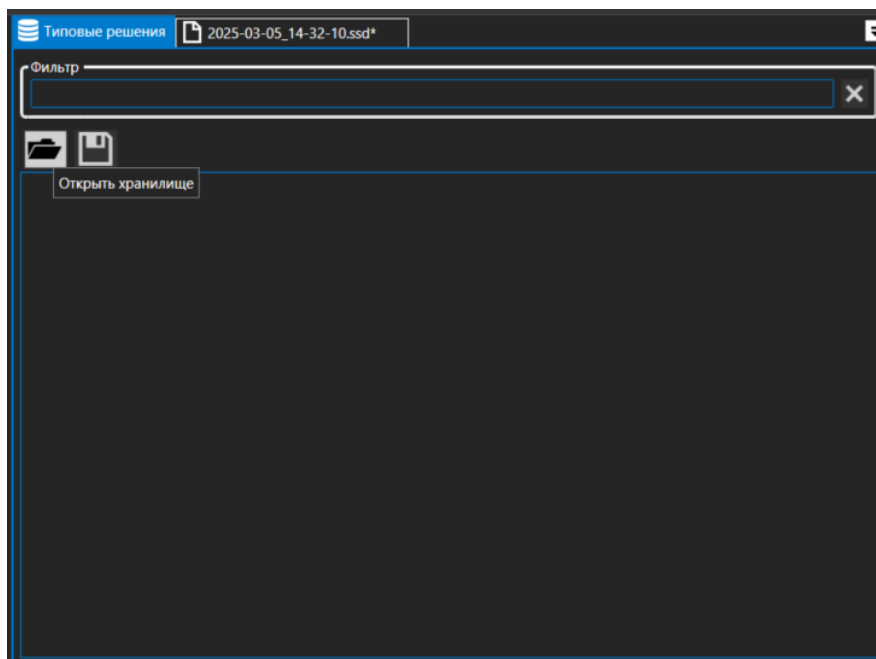 Типовые решения
2025-03-05_14-32-10.ssd*
Фильтр
Открыть хранилище